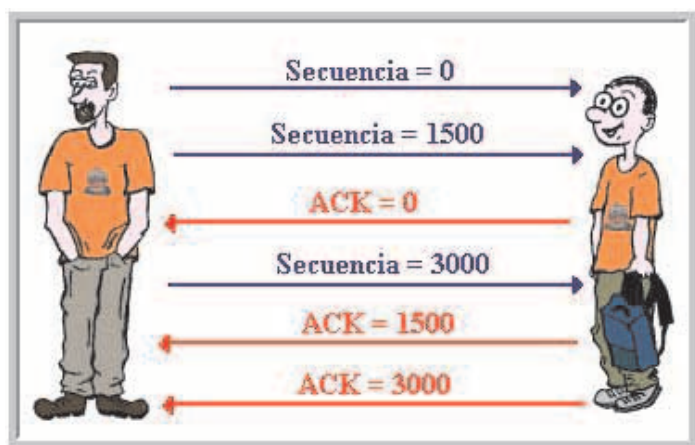 Secuencia = 0
Secuencia = 1500
ACK = 0
Secuencia = 3000
ACK = 1500
ACK = 3000